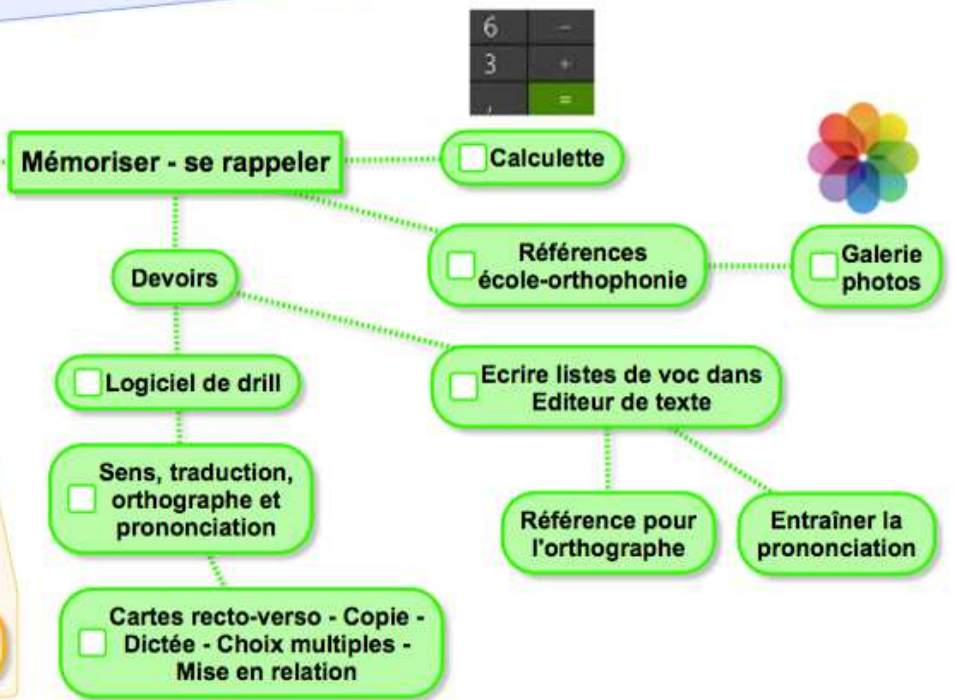 6 −
3 +
=
Mémoriser - se rappeler
Calculette
Références
école-orthophonie
Galerie
photos
Devoirs
Logiciel de drill
Ecrire listes de voc dans
Editeur de texte
Sens, traduction,
orthographe et
prononciation
Référence pour
l'orthographe
Entraîner la
prononciation
Cartes recto-verso - Copie -
Dictée - Choix multiples -
Mise en relation